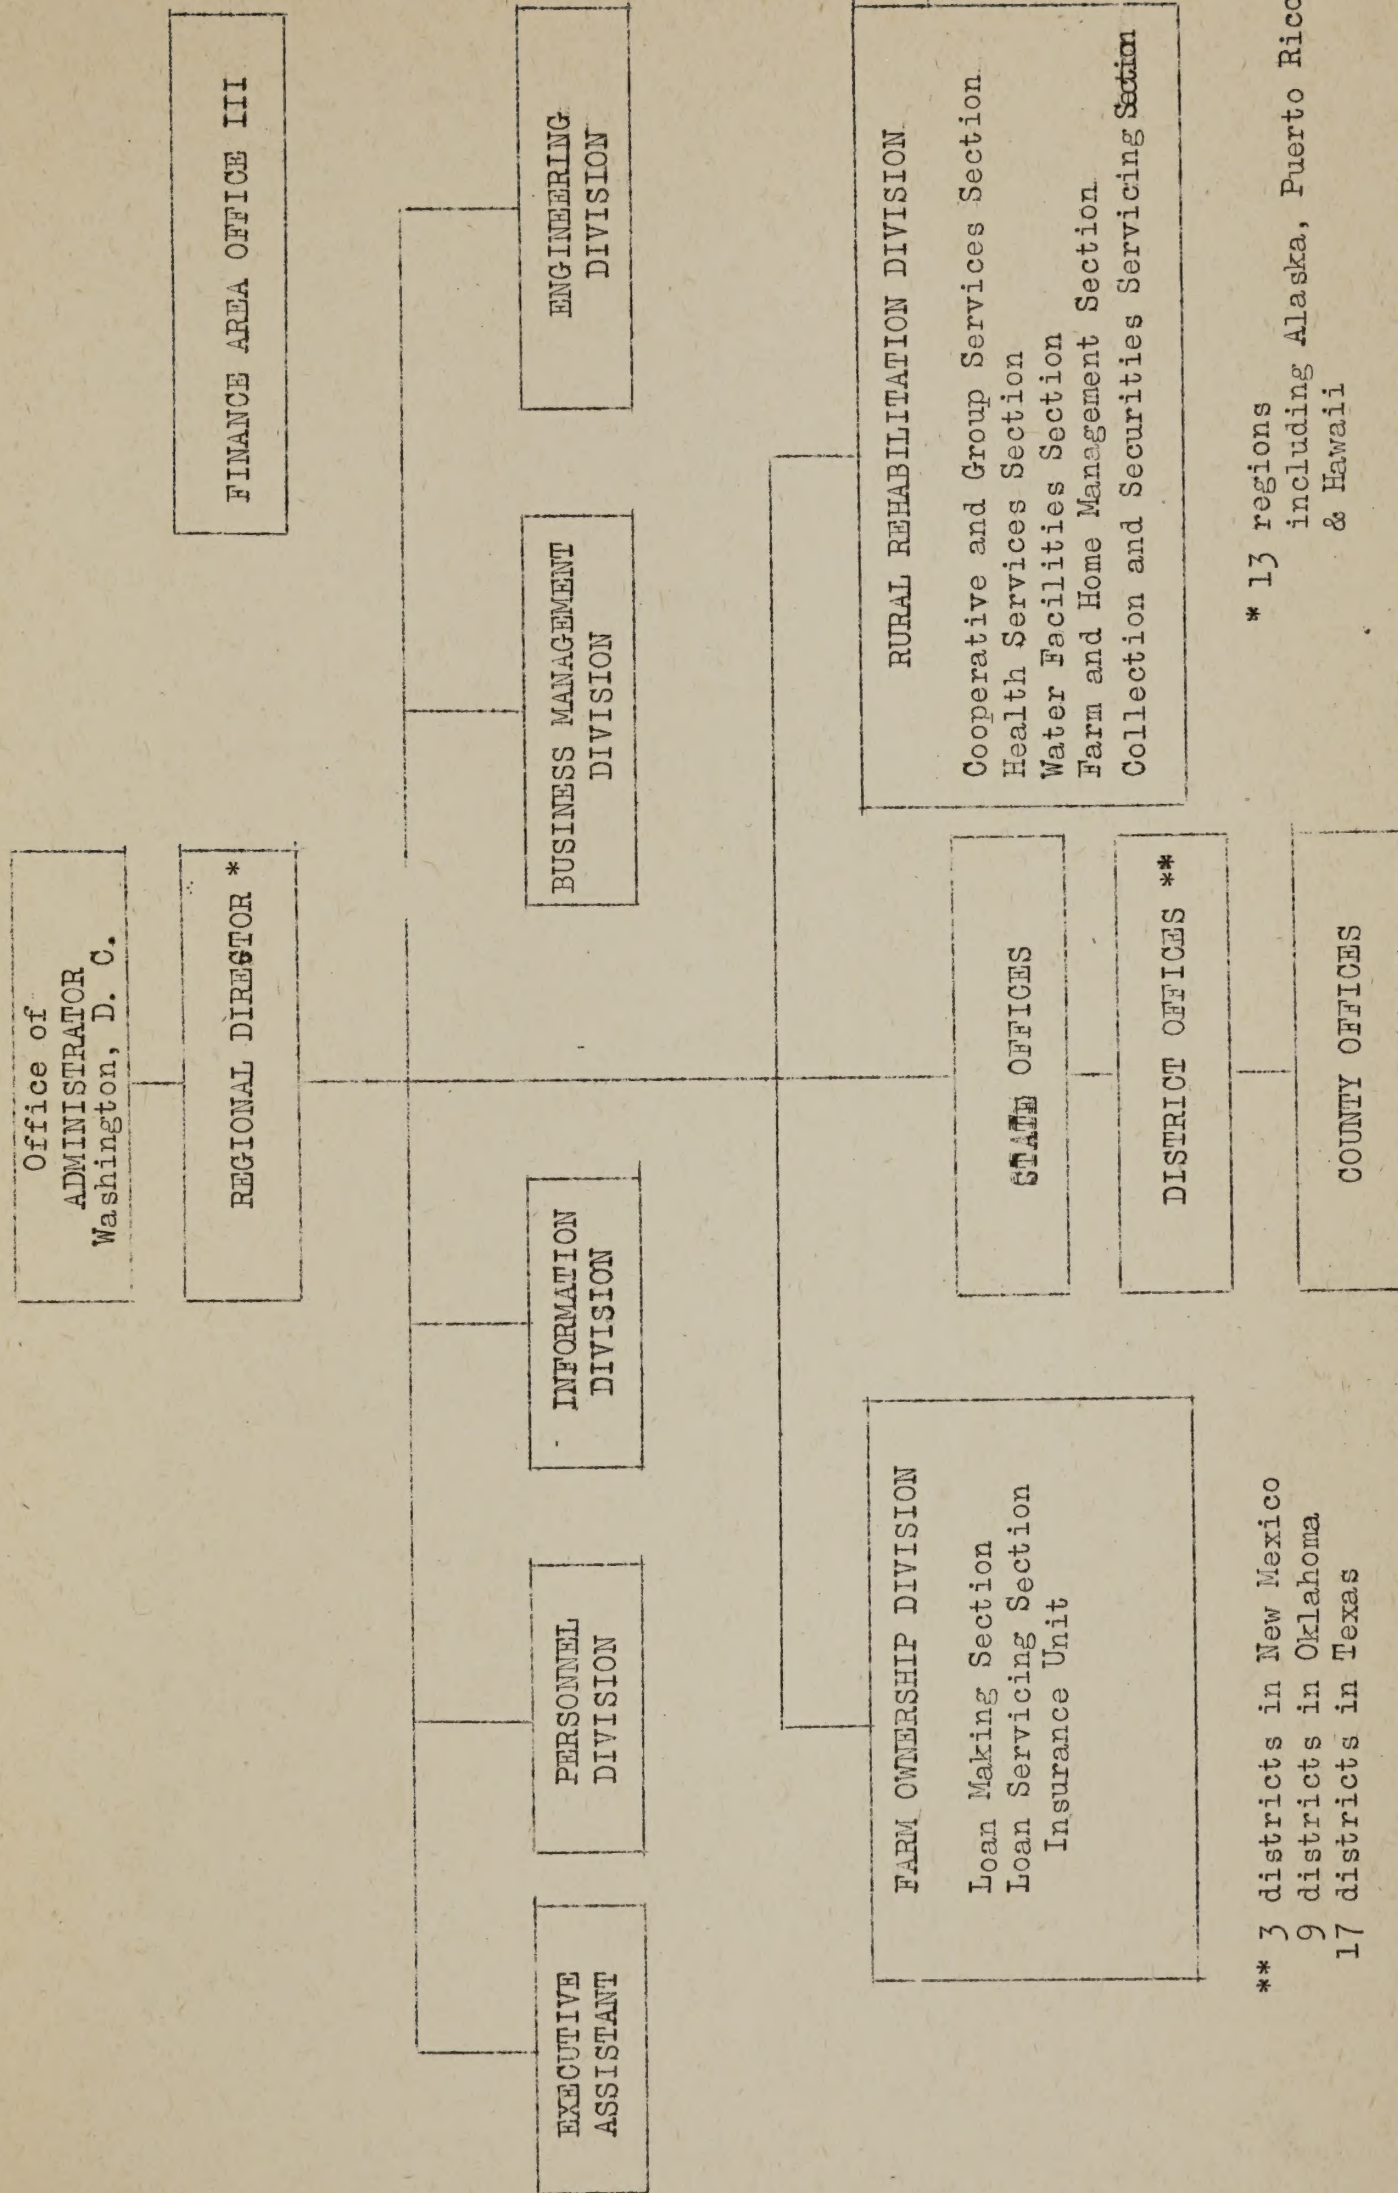 Office of
ADMINISTRATOR
Washington, D. C.
REGIONAL DIRECTOR *
FINANCE AREA OFFICE III
EXECUTIVE
ASSISTANT
PERSONNEL
DIVISION
INFORMATION
DIVISION
BUSINESS MANAGEMENT
DIVISION
ENGINEERING
DIVISION
FARM OWNERSHIP DIVISION
Loan Making Section
Loan Servicing Section
Insurance Unit
STATE OFFICES
DISTRICT OFFICES **
COUNTY OFFICES
RURAL REHABILITATION DIVISION
Cooperative and Group Services Section
Health Services Section
Water Facilities Section
Farm and Home Management Section
Collection and Securities Servicing Section
** 3 districts in New Mexico
9 districts in Oklahoma
17 districts in Texas
* 13 regions
including Alaska, Puerto Rico
& Hawaii